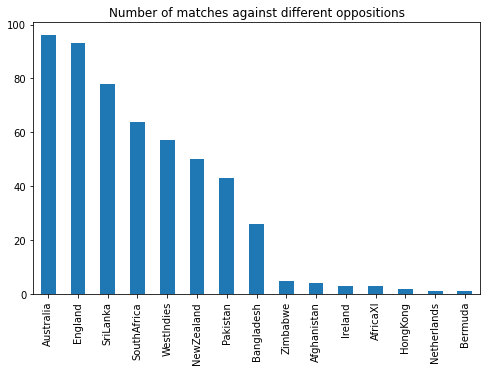 Number of matches against different oppositions
100
80
60
40
20
0
Australia
England
SriLanka
SouthAfrica
WestIndies
NewZealand
Pakistan
Bangladesh
Zimbabwe
Afghanistan
Ireland
AfricaXI
HongKong
Netherlands
Bermuda